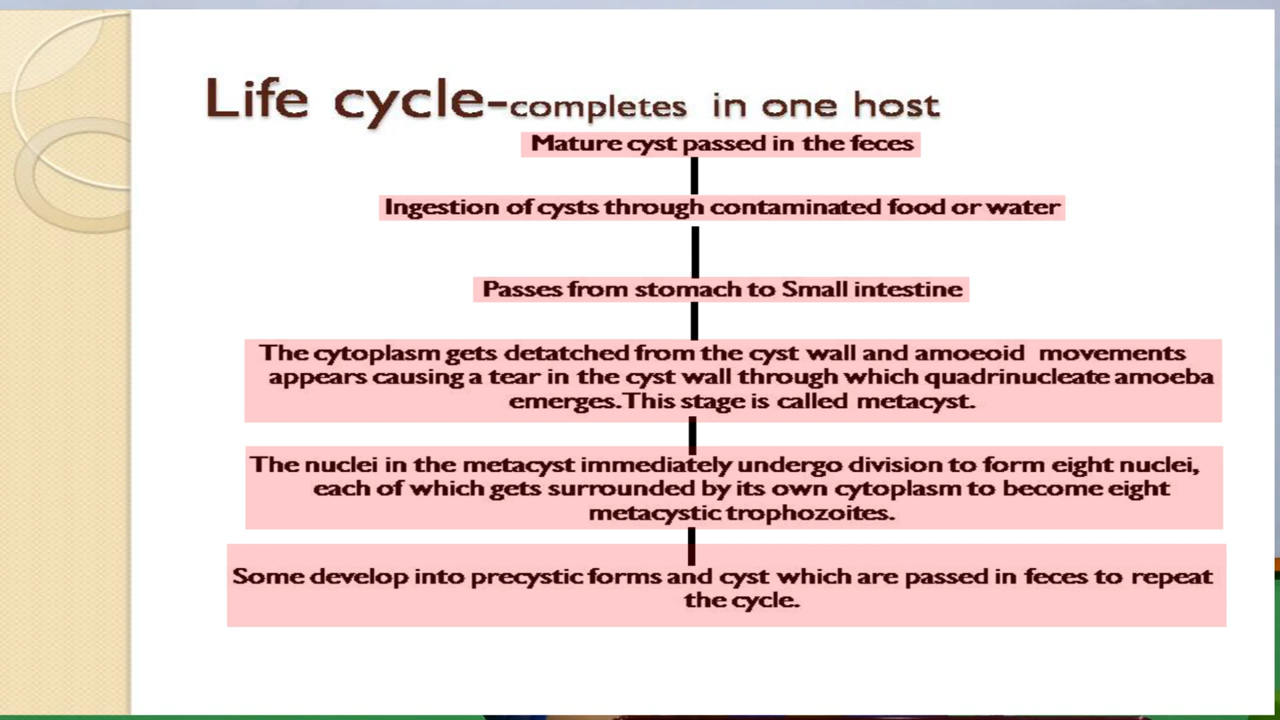 Life cycle-completes in one host
Mature cyst passed in the feces
Ingestion of cysts through contaminated food or water
Passes from stomach to Small intestine
The cytoplasm gets detatched from the cyst wall and amoeoid movements
appears causing a tear in the cyst wall through which quadrinucleate amoeba
emerges. This stage is called metacyst.
The nuclei in the metacyst immediately undergo division to form eight nuclei,
each of which gets surrounded by its own cytoplasm to become eight
metacystic trophozoites.
Some develop into precystic forms and cyst which are passed in feces to repeat
the cycle.